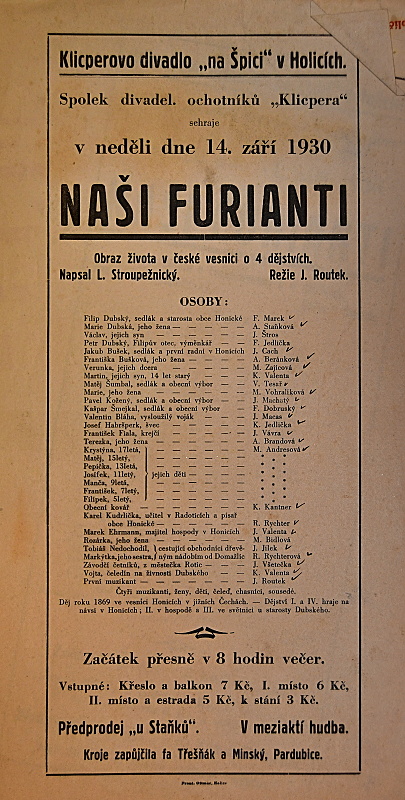 Klicperovo divadlo „na Špici" v Holicích.
Spolek divadel. ochotníků „Klicpera"
sehraje
v neděli dne 14. září 1930
NAŠI FURIANTI
Obraz života v české vesnici o 4 dějstvích.
Napsal L. Stroupežnický. Režie J. Routek.
OSOBY:
Filip Dubský, sedlák a starosta obce Honické F. Marek
Marie Dubská, jeho žena — — — — A. Staňková
Václav, jejich syn — — — — — J. Štros
Petr Dubský, Filipův otec, výměnkář — — F. Jedlička
Jakub Bušek, sedlák a první radní v Honicích J. Čach
Františka Bušková, jeho žena — — — A. Beránková
Verunka, jejich dcera — — — — M. Zajícová
Martin, jejich syn, 14 let starý — — — K. Valenta
Matěj Šumbal, sedlák a obecní výbor — — V. Tesař
Marie, jeho žena — — — — — M. Vohralíková
Pavel Kožený, sedlák a obecní výbor — — J. Machatý
Kašpar Šmejkal, sedlák a obecní výbor — F. Dobruský
Valentin Bláha, vysloužilý voják — — — J. Macas
Josef Habršperk, švec — — — — K. Jedlička
František Fiala, krejčí — — — — J. Vávra
Terezka, jeho žena — — — — — A. Brandová
Krystýna, 17letá, — — — — M. Andresová
Matěj, 15letý,
Pepička, 13letá,
Josífek, 11letý, jejich děti — — — —
Manča, 9letá,
František, 7letý,
Filípek, 5letý,
Obecní kovář — — — — — — K. Kantner
Karel Kudrlička, učitel v Radoticích a písař
obce Honické — — — — — R. Rychter
Marek Ehrmann, majitel hospody v Honicích J. Valenta
Rozárka, jeho žena — — — — — M. Bidlová
Tobiáš Nedochodil, cestující obchodníci dřevě- J. Jílek
Markýtka, jeho sestra, ným nádobím od Domažlic R. Rychterová
Závodčí četníků, z městečka Rotic — — J. Všetečka
Vojta, čeledín na živnosti Dubského — — K. Valenta
První muzikant — — — — — J. Routek
Čtyři muzikanti, ženy, děti, čeleď, chasníci, sousedé.
Děj roku 1869 ve vesnici Honicích v jižních Čechách. — Dějství I. a IV. hraje na
návsi v Honicích; II. v hospodě a III. ve světnici u starosty Dubského.
Začátek přesně v 8 hodin večer.
Vstupné: Křeslo a balkon 7 Kč, I. místo 6 Kč,
II. místo a estrada 5 Kč, k stání 3 Kč.
Předprodej „u Staňků". V meziaktí hudba.
Kroje zapůjčila fa Třešňák a Minský, Pardubice.